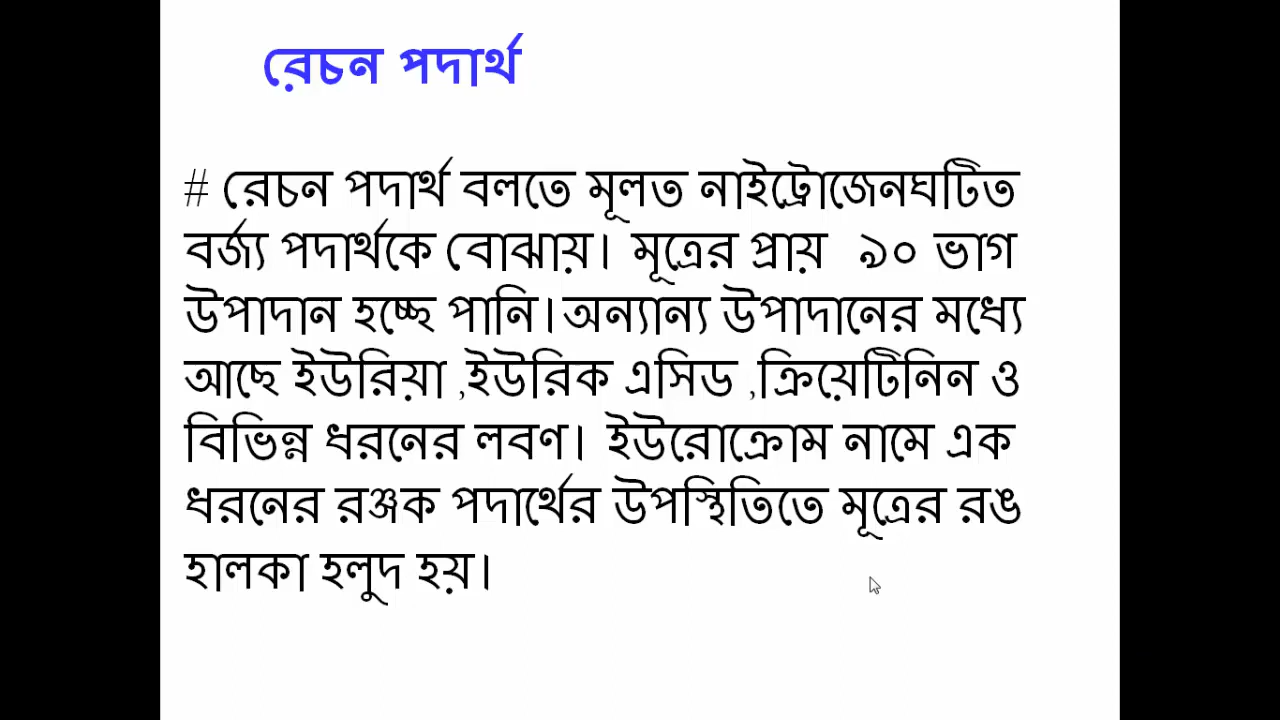 রেচন পদার্থ
# রেচন পদার্থ বলতে মূলত নাইট্রোজেনঘটিত
বর্জ্য পদার্থকে বোঝায়। মূত্রের প্রায় ৯০ ভাগ
উপাদান হচ্ছে পানি।অন্যান্য উপাদানের মধ্যে
আছে ইউরিয়া ,ইউরিক এসিড ,ক্রিয়েটিনিন ও
বিভিন্ন ধরনের লবণ। ইউরোক্রোম নামে এক
ধরনের রঞ্জক পদার্থের উপস্থিতিতে মূত্রের রঙ
হালকা হলুদ হয়।